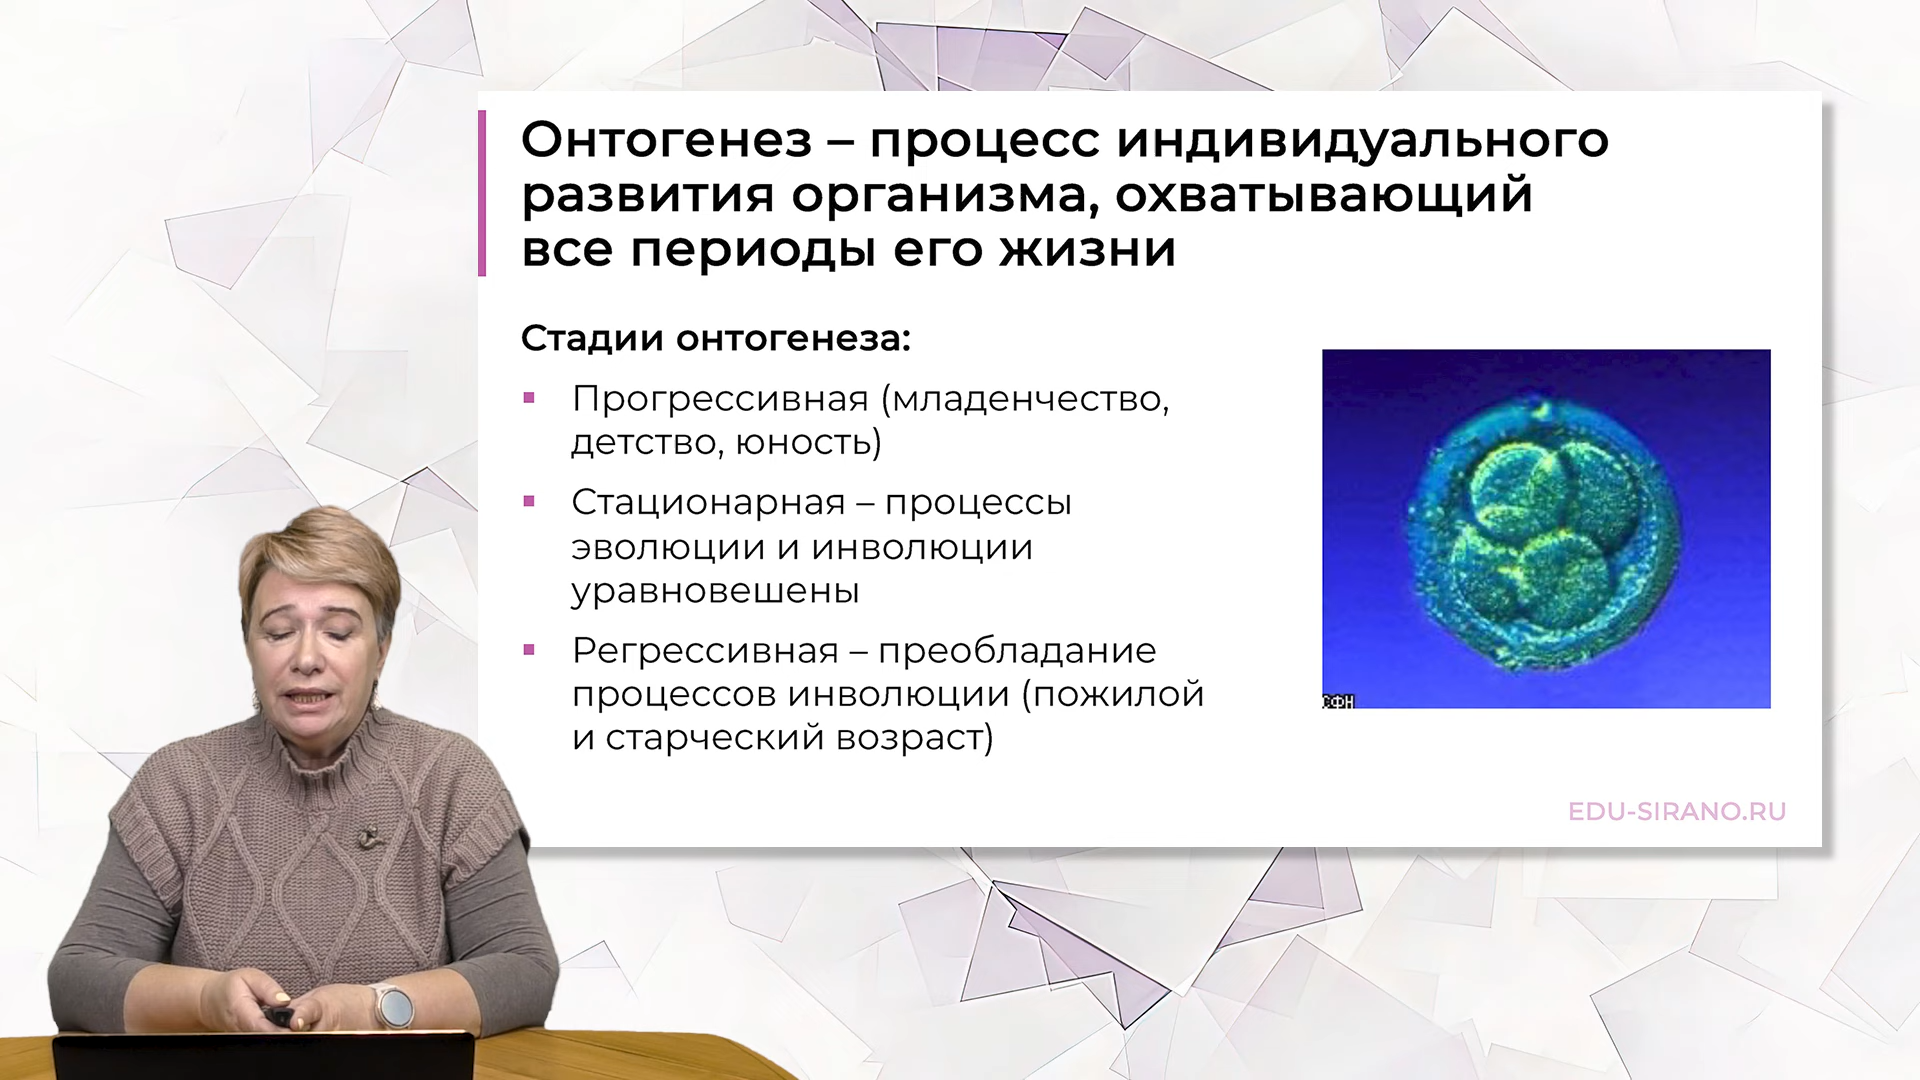 Онтогенез – процесс индивидуального
развития организма, охватывающий
все периоды его жизни
Стадии онтогенеза:
▪ Прогрессивная (младенчество,
детство, юность)
▪ Стационарная – процессы
эволюции и инволюции
уравновешены
▪ Регрессивная – преобладание
процессов инволюции (пожилой
и старческий возраст)
СФН
EDU-SIRANO.RU